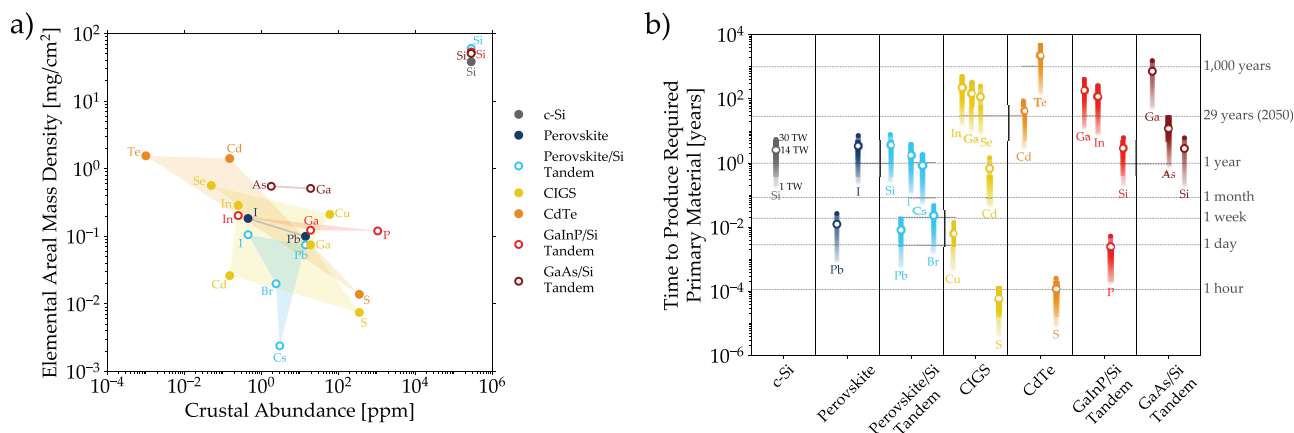 a)
Elemental Areal Mass Density [mg/cm2]
10²
10¹
10⁰
10⁻¹
10⁻²
10⁻³
10⁻⁴
10⁻²
10⁰
10²
10⁴
10⁶
Crustal Abundance [ppm]
Si
Si
Si
Si
Te
Cd
Se
As
Ga
In
In
I
Cu
Ga
P
I
Pb
Pb
Ga
Cd
Br
S
S
Cs
c-Si
Perovskite
Perovskite/Si
Tandem
CIGS
CdTe
GaInP/Si
Tandem
GaAs/Si
Tandem
b)
Time to Produce Required
Primary Material [years]
10⁴
10²
10⁰
10⁻²
10⁻⁴
10⁻⁶
30 TW
14 TW
1 TW
Si
I
Pb
Si
I
Cs
Pb
Br
In
Ga
Se
Cd
Cu
S
Te
Cd
S
Ga
In
Si
P
Ga
As
Si
1,000 years
29 years (2050)
1 year
1 month
1 week
1 day
1 hour
c-Si
Perovskite
Perovskite/Si
Tandem
CIGS
CdTe
GaInP/Si
Tandem
GaAs/Si
Tandem